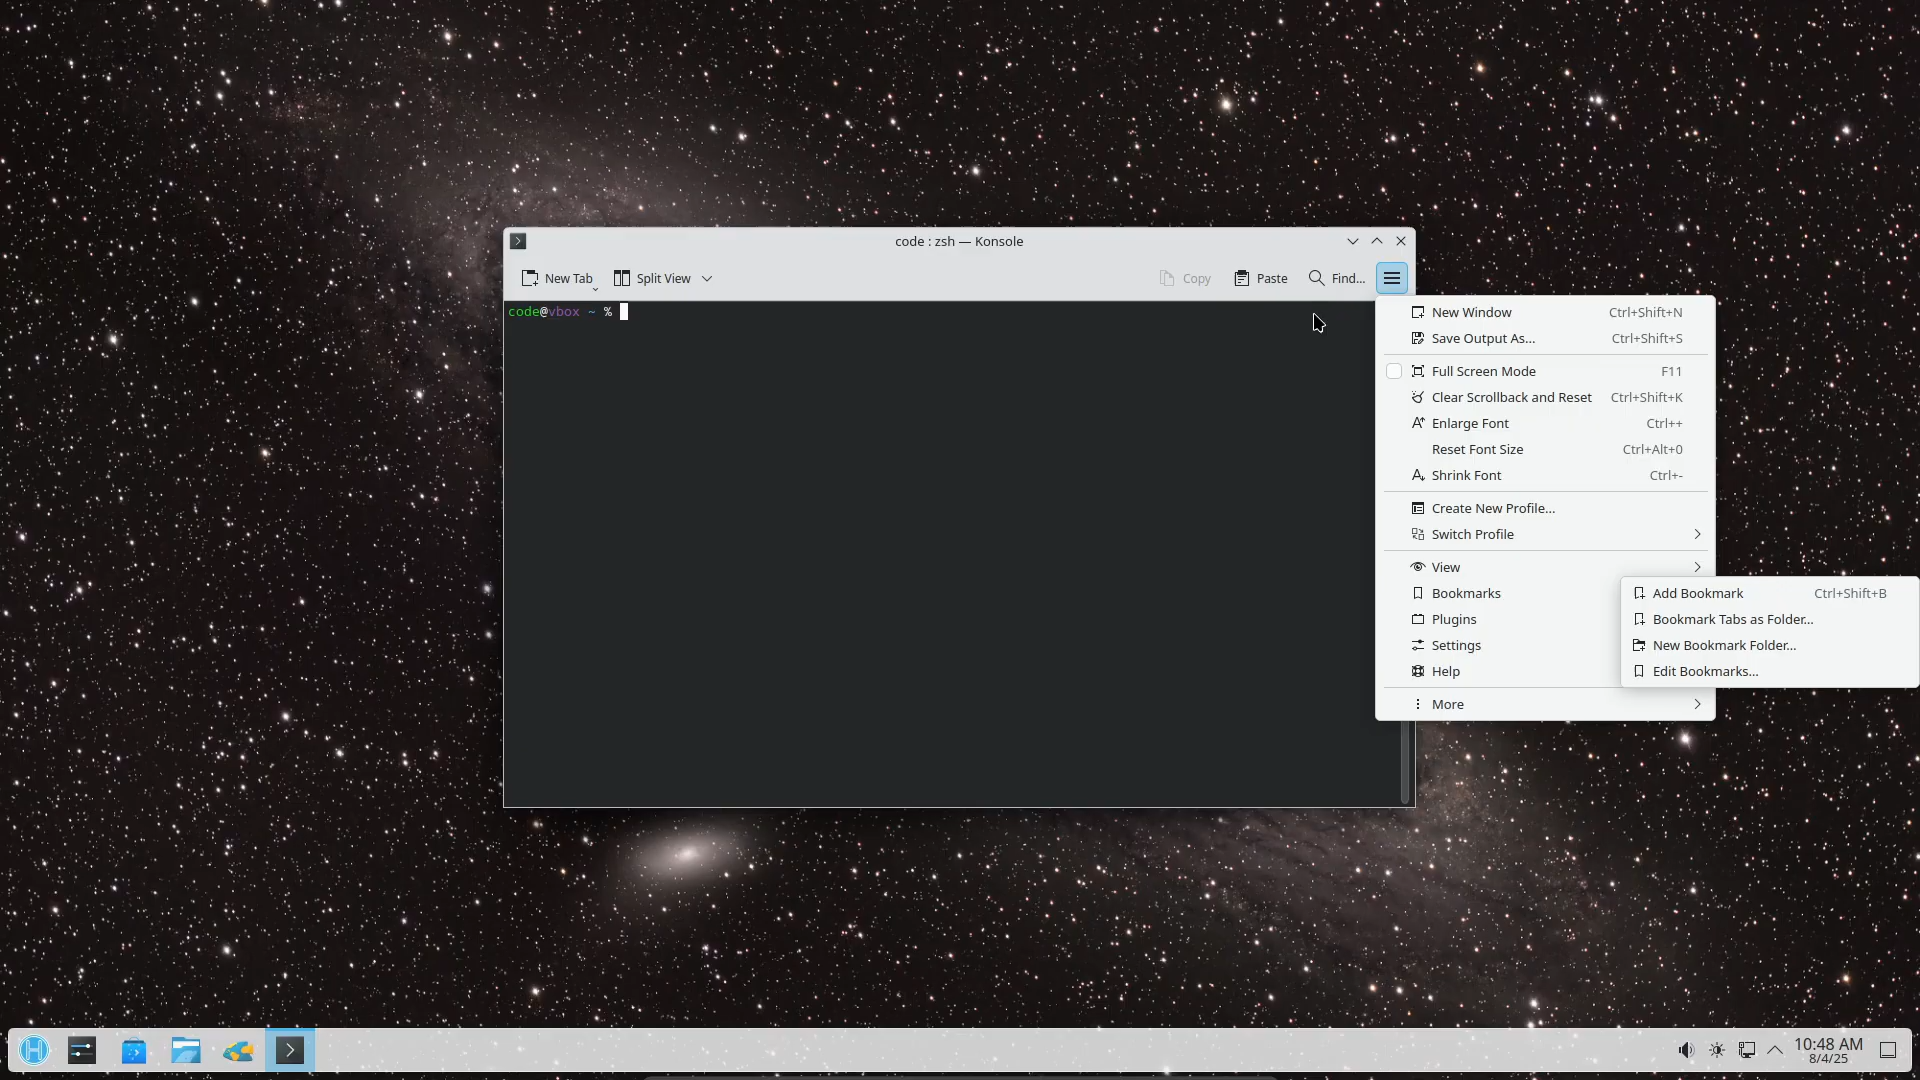 code : zsh — Konsole
New Tab
Split View
Copy
Paste
Find...
code@vbox ~ %
New Window Ctrl+Shift+N
Save Output As... Ctrl+Shift+S
Full Screen Mode F11
Clear Scrollback and Reset Ctrl+Shift+K
Enlarge Font Ctrl++
Reset Font Size Ctrl+Alt+0
Shrink Font Ctrl+-
Create New Profile...
Switch Profile
View
Bookmarks
Plugins
Settings
Help
More
Add Bookmark Ctrl+Shift+B
Bookmark Tabs as Folder...
New Bookmark Folder...
Edit Bookmarks...
10:48 AM
8/4/25